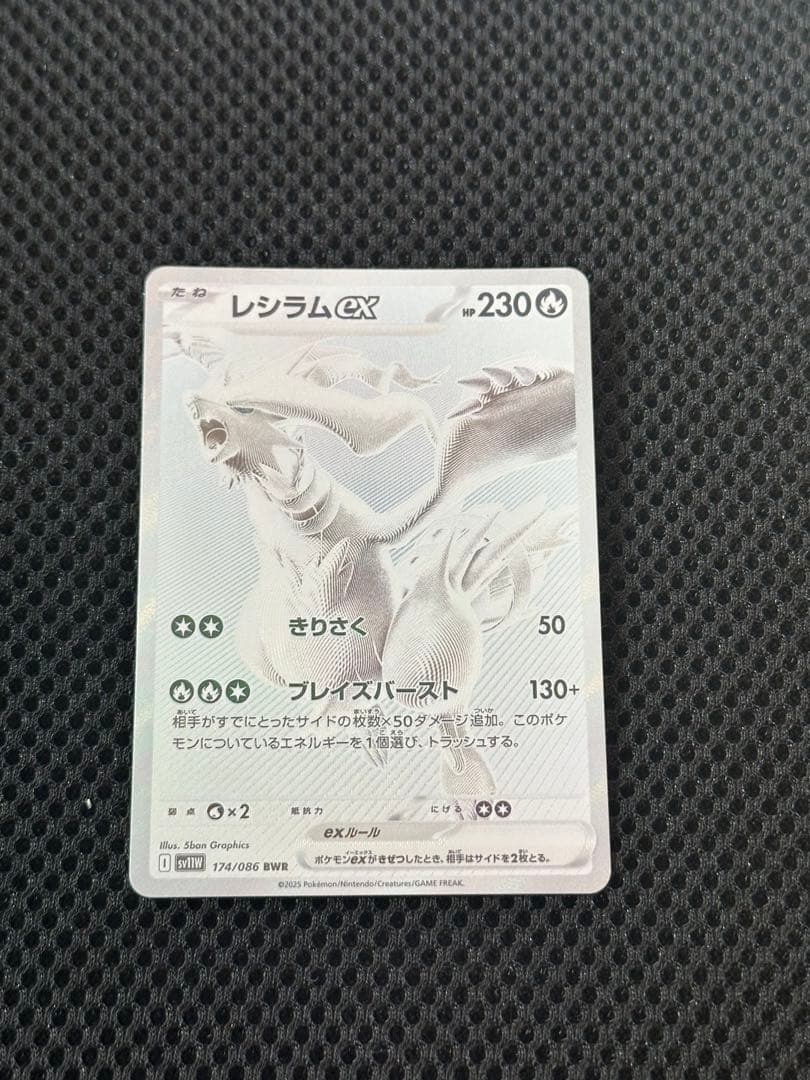 たね レシラムex HP230
きりさく 50
ブレイズバースト 130+
相手がすでにとったサイドの枚数×50ダメージ追加。このポケ
モンについているエネルギーを1個選び、トラッシュする。
弱点 ×2 抵抗力 にげる
exルール
ポケモンexがきぜつしたとき、相手はサイドを2枚とる。
Illus. 5ban Graphics
I sv11W 174/086 BWR
©2025 Pokémon/Nintendo/Creatures/GAME FREAK.